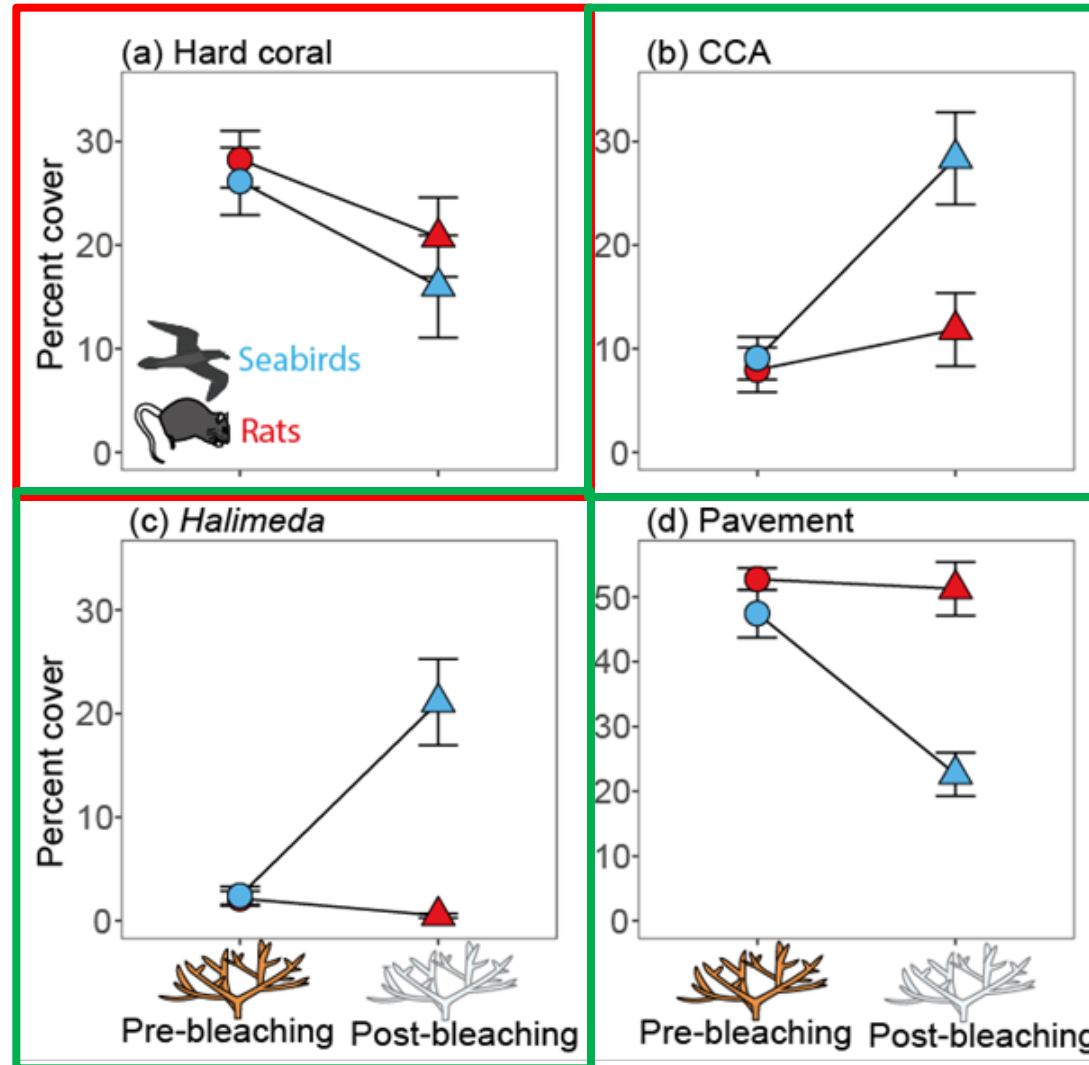 (a) Hard coral
Percent cover
30
20
10
0
Seabirds
Rats
(b) CCA
30
20
10
0
(c) Halimeda
Percent cover
30
20
10
0
Pre-bleaching
Post-bleaching
(d) Pavement
50
40
30
20
10
0
Pre-bleaching
Post-bleaching